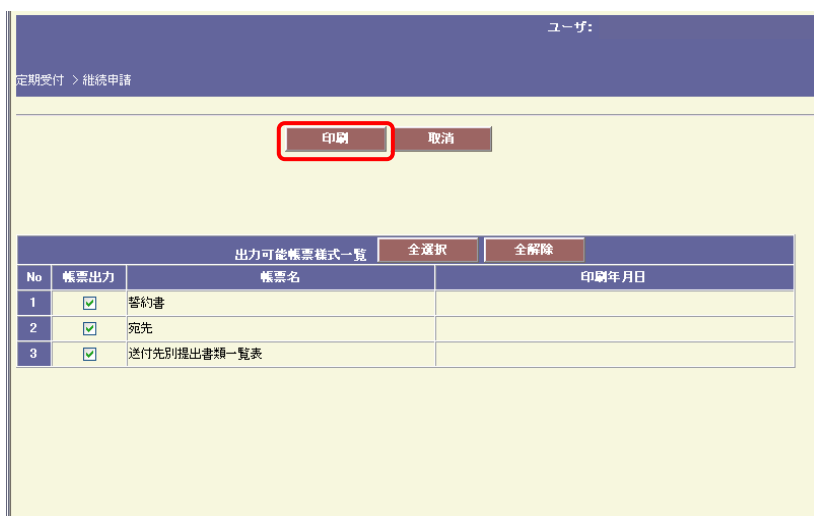 ユーザ:
定期受付 > 継続申請
印刷 取消
出力可能帳票様式一覧 全選択 全解除
No 帳票出力 帳票名 印刷年月日
1 誓約書
2 宛先
3 送付先別提出書類一覧表